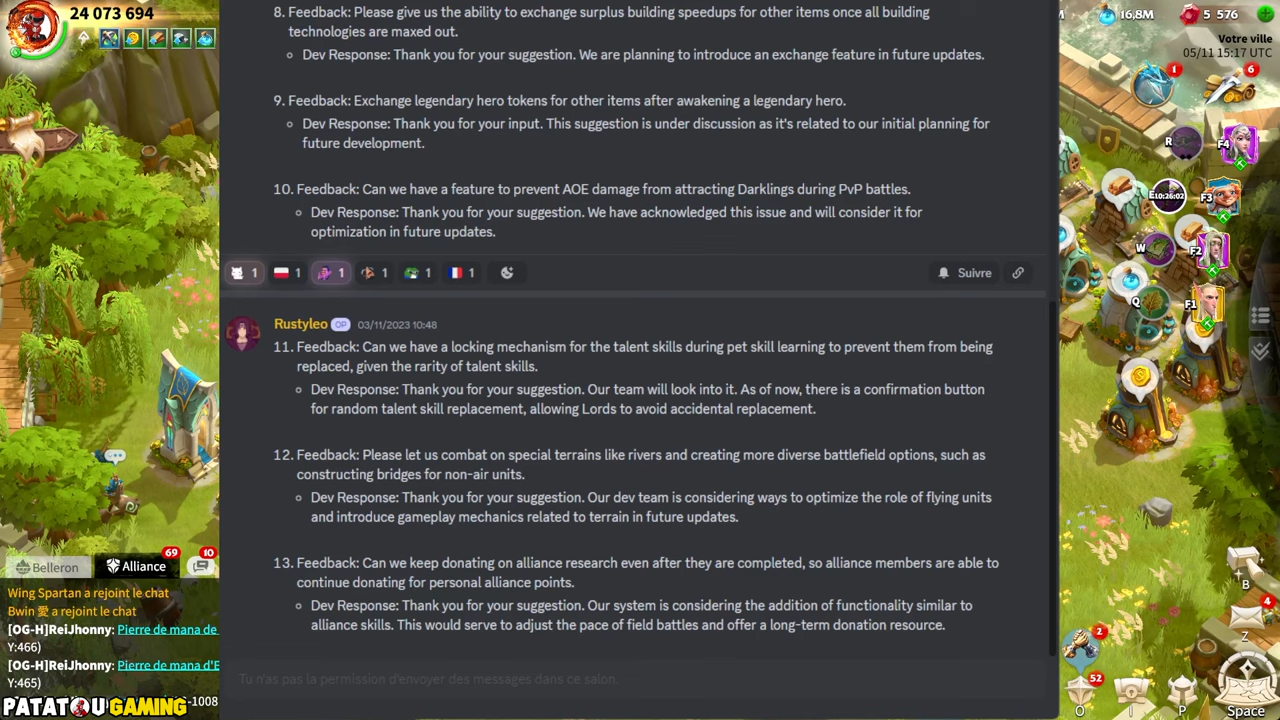 24 073 694
16,8M
5 576
Votre ville
05/11 15:17 UTC
1
6
8. Feedback: Please give us the ability to exchange surplus building speedups for other items once all building
technologies are maxed out.
Dev Response: Thank you for your suggestion. We are planning to introduce an exchange feature in future updates.
9. Feedback: Exchange legendary hero tokens for other items after awakening a legendary hero.
Dev Response: Thank you for your input. This suggestion is under discussion as it's related to our initial planning for
future development.
10. Feedback: Can we have a feature to prevent AOE damage from attracting Darklings during PvP battles.
Dev Response: Thank you for your suggestion. We have acknowledged this issue and will consider it for
optimization in future updates.
1 1 1 1 1 1
Suivre
Rustyleo OP 03/11/2023 10:48
11. Feedback: Can we have a locking mechanism for the talent skills during pet skill learning to prevent them from being
replaced, given the rarity of talent skills.
Dev Response: Thank you for your suggestion. Our team will look into it. As of now, there is a confirmation button
for random talent skill replacement, allowing Lords to avoid accidental replacement.
12. Feedback: Please let us combat on special terrains like rivers and creating more diverse battlefield options, such as
constructing bridges for non-air units.
Dev Response: Thank you for your suggestion. Our dev team is considering ways to optimize the role of flying units
and introduce gameplay mechanics related to terrain in future updates.
13. Feedback: Can we keep donating on alliance research even after they are completed, so alliance members are able to
continue donating for personal alliance points.
Dev Response: Thank you for your suggestion. Our system is considering the addition of functionality similar to
alliance skills. This would serve to adjust the pace of field battles and offer a long-term donation resource.
Tu n'as pas la permission d'envoyer des messages dans ce salon.
R
F4
E10:26:02
F3
W
F2
Q
F1
B
4
Z
2
52
O
I
P
Space
69
10
Belleron
Alliance
Wing Spartan a rejoint le chat
Bwin 愛 a rejoint le chat
[OG-H]ReiJhonny: Pierre de mana de
Y:466)
[OG-H]ReiJhonny: Pierre de mana d'E
Y:465)
PATATOUGAMING
-1008